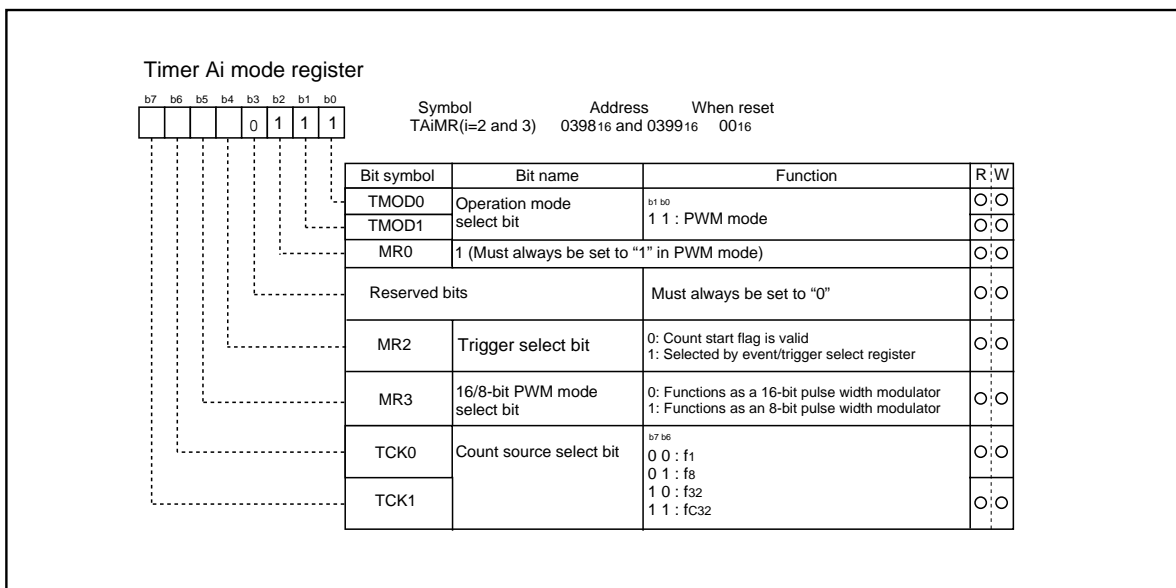 Timer Ai mode register
b7 b6 b5 b4 b3 b2 b1 b0
0 1 1 1
Symbol Address When reset
TAiMR(i=2 and 3) 039816 and 039916 0016
Bit symbol Bit name Function R W
TMOD0 Operation mode select bit b1 b0
TMOD1 1 1 : PWM mode
MR0 1 (Must always be set to “1” in PWM mode)
Reserved bits Must always be set to “0”
MR2 Trigger select bit 0: Count start flag is valid
1: Selected by event/trigger select register
MR3 16/8-bit PWM mode select bit 0: Functions as a 16-bit pulse width modulator
1: Functions as an 8-bit pulse width modulator
TCK0 Count source select bit b7 b6
0 0 : f1
0 1 : f8
TCK1 1 0 : f32
1 1 : fC32